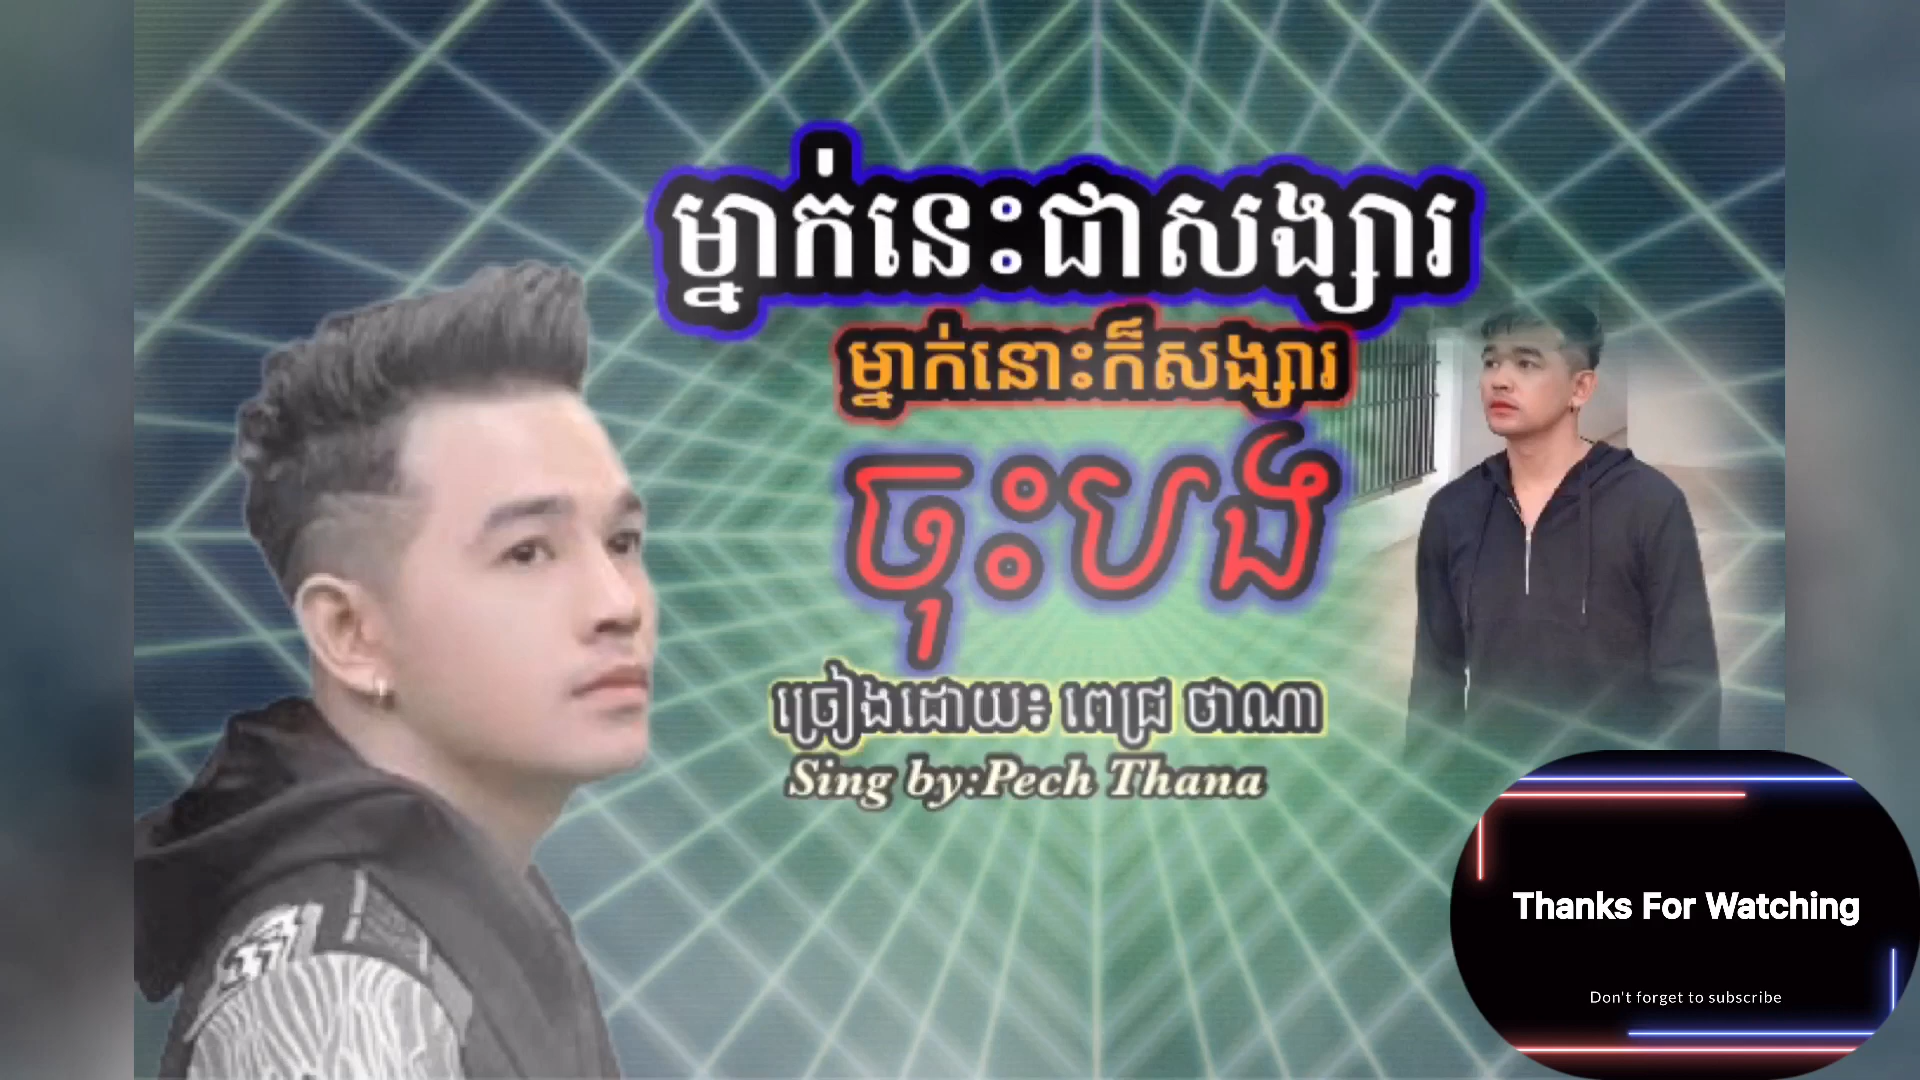 ម្នាក់នេះជាសង្សារ
ម្នាក់នោះក៏សង្សារ
ចុះបង
ច្រៀងដោយ៖ ពេជ្រ ថាណា
Sing by:Pech Thana
Thanks For Watching
Don't forget to subscribe